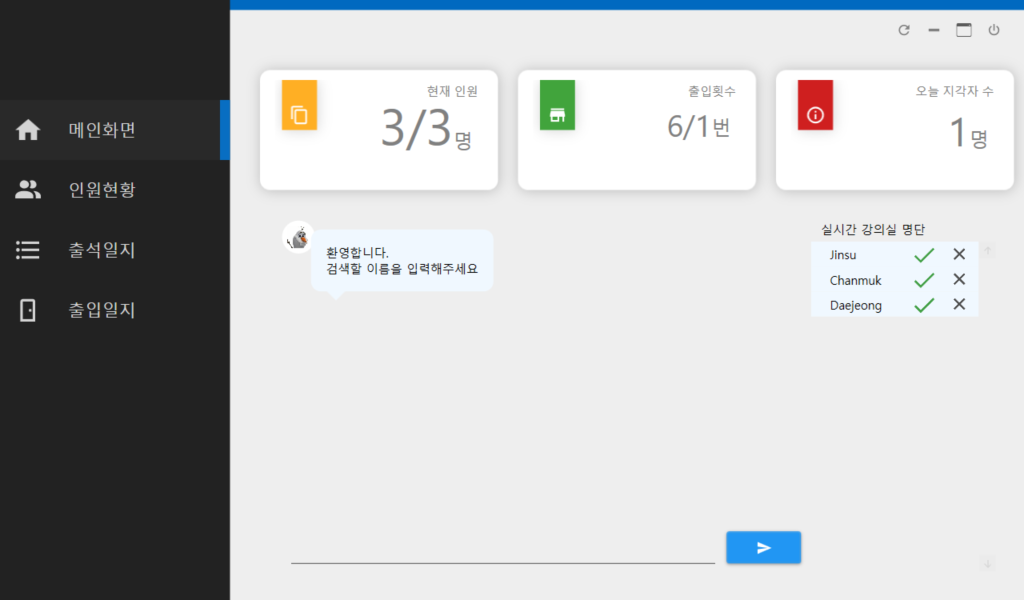 메인화면
인원현황
출석일지
출입일지
현재 인원
3/3명
출입횟수
6/1번
오늘 지각자 수
1명
환영합니다.
검색할 이름을 입력해주세요
실시간 강의실 명단
Jinsu
Chanmuk
Daejeong